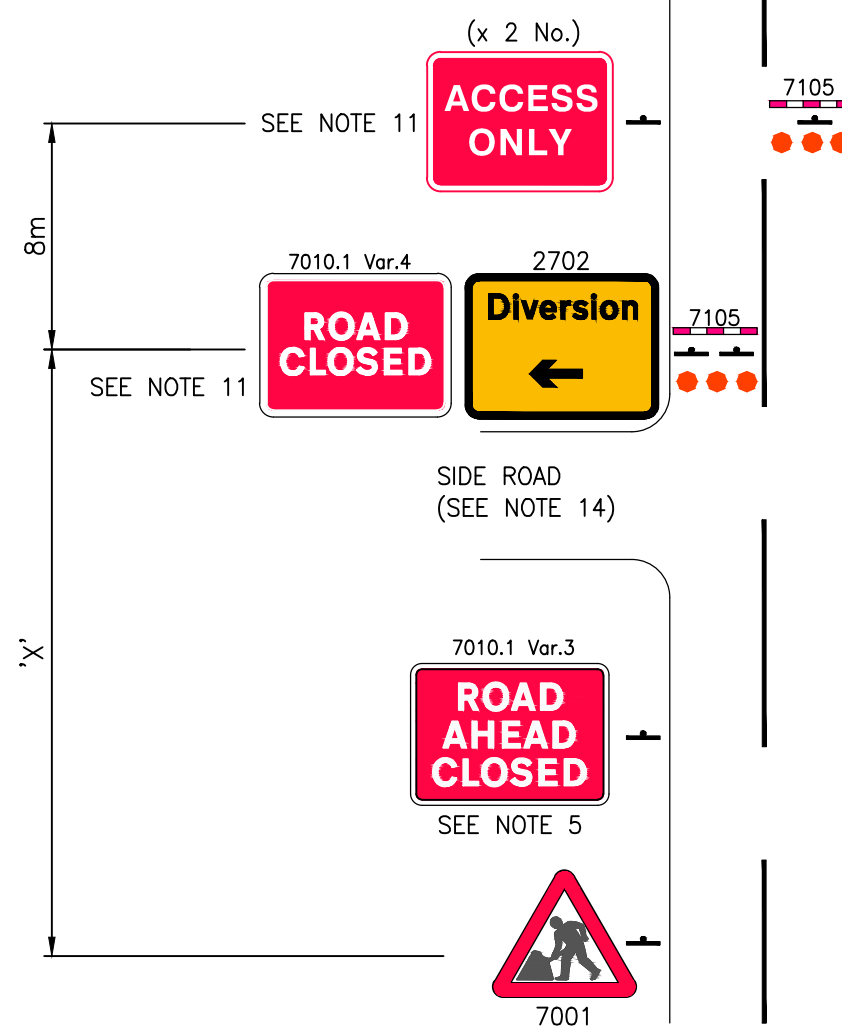 (x 2 No.)
ACCESS
ONLY
SEE NOTE 11
7105
8m
7010.1 Var.4
ROAD
CLOSED
2702
Diversion
7105
SEE NOTE 11
SIDE ROAD
(SEE NOTE 14)
'X'
7010.1 Var.3
ROAD
AHEAD
CLOSED
SEE NOTE 5
7001